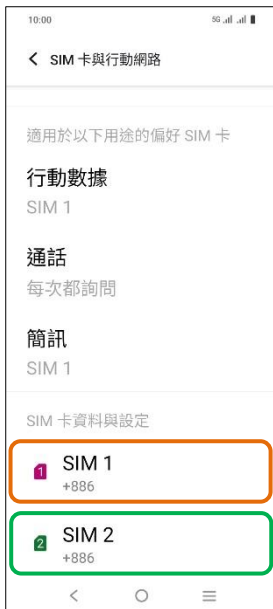 10:00 5G
SIM 卡與行動網路
適用於以下用途的偏好 SIM 卡
行動數據
SIM 1
通話
每次都詢問
簡訊
SIM 1
SIM 卡資料與設定
1 SIM 1
+886
2 SIM 2
+886